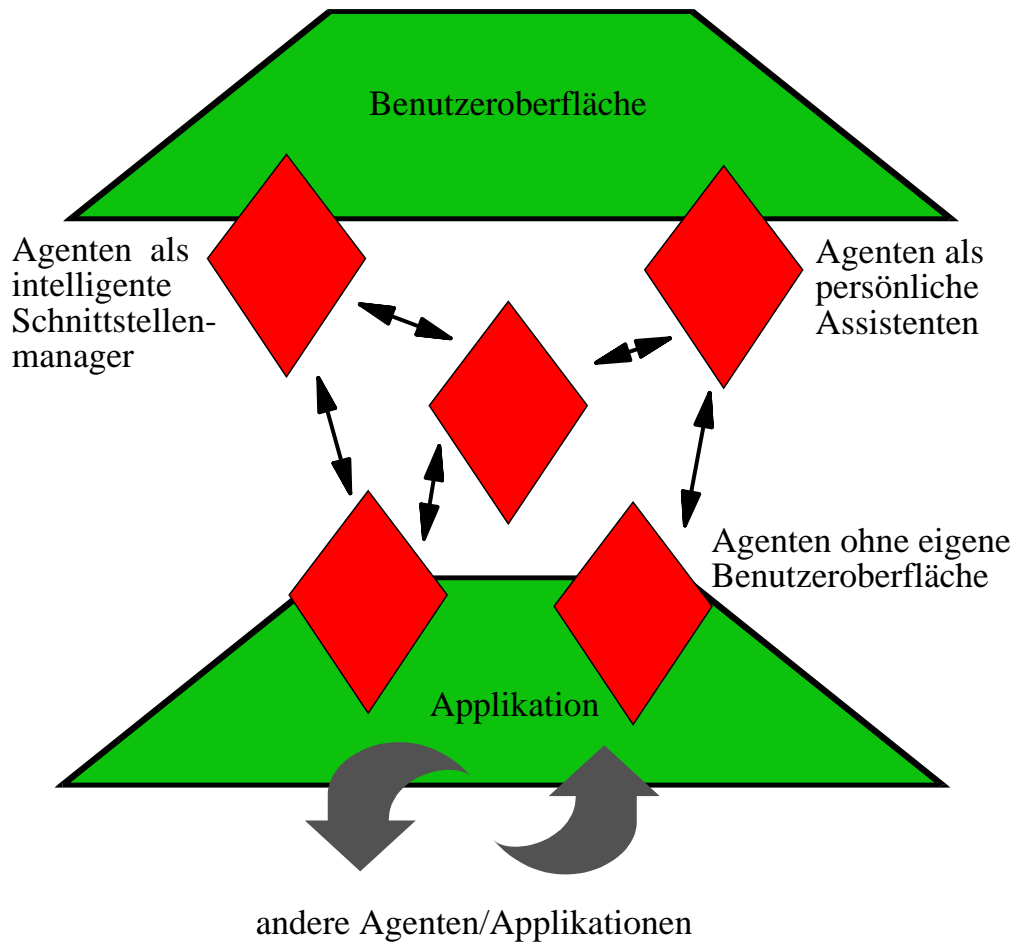 Benutzeroberfläche
Agenten als
intelligente
Schnittstellen-
manager
Agenten als
persönliche
Assistenten
Agenten ohne eigene
Benutzeroberfläche
Applikation
andere Agenten/Applikationen